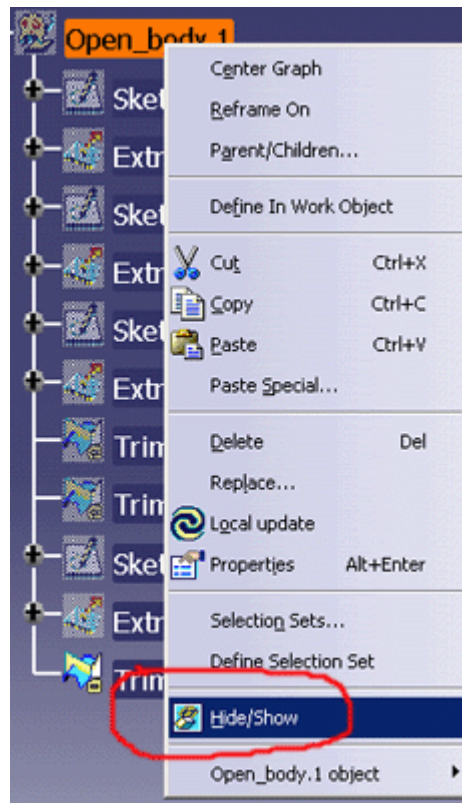 Open_body.1
Center Graph
Reframe On
Parent/Children...
Define In Work Object
Cut Ctrl+X
Copy Ctrl+C
Paste Ctrl+V
Paste Special...
Delete Del
Replace...
Local update
Properties Alt+Enter
Selection Sets...
Define Selection Set
Hide/Show
Open_body.1 object
Sket
Extr
Sket
Extr
Sket
Extr
Trim
Trim
Sket
Extr
Trim